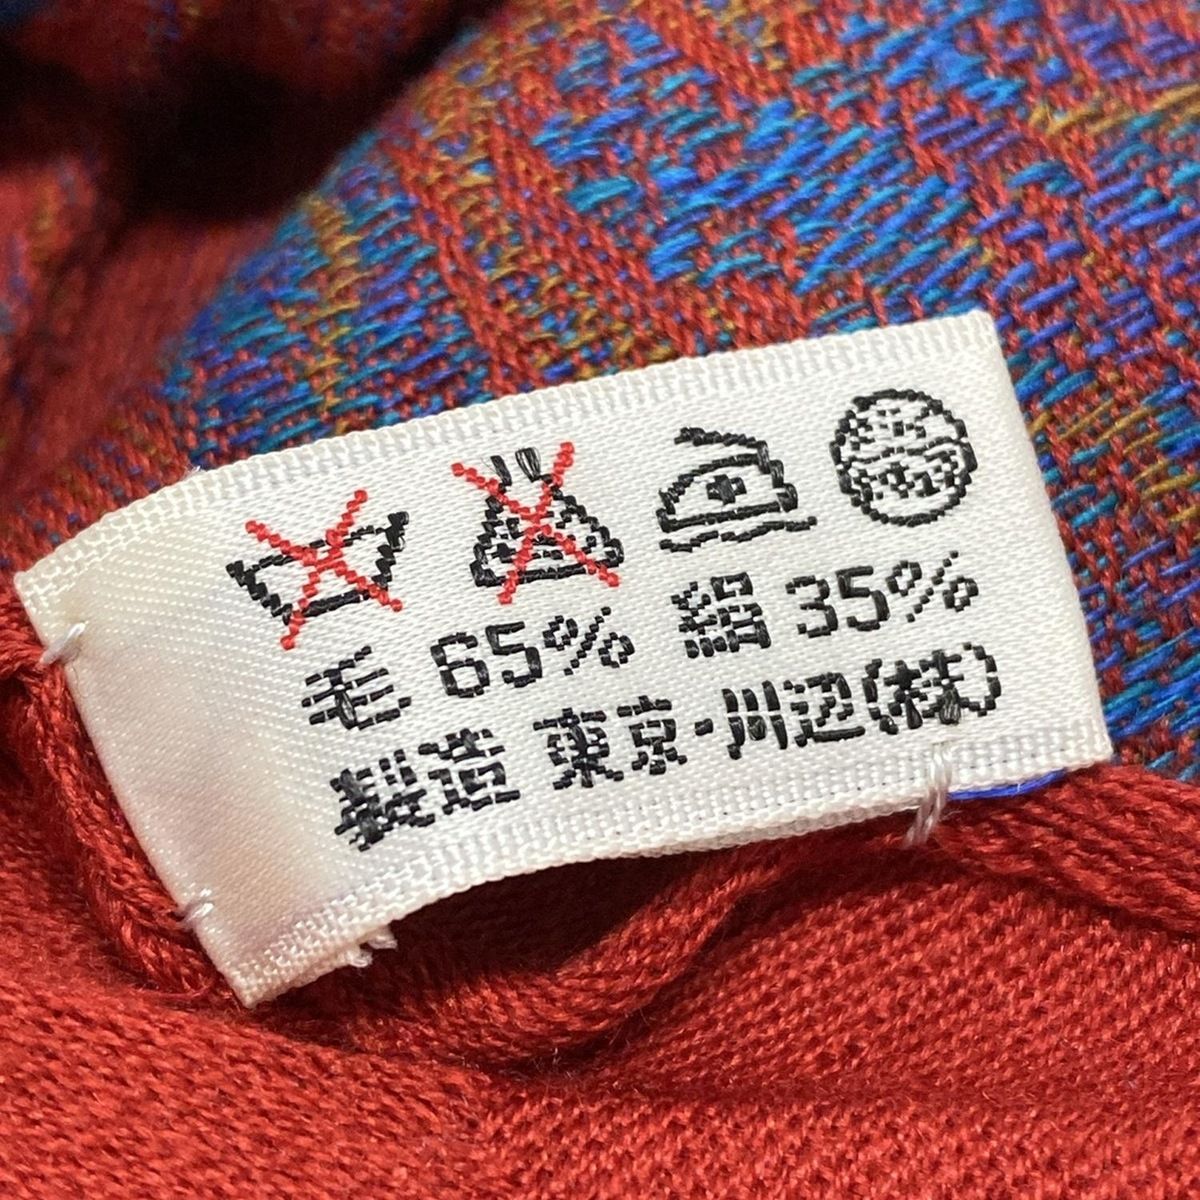 毛 65% 絹 35%
製造 東京・川辺(株)